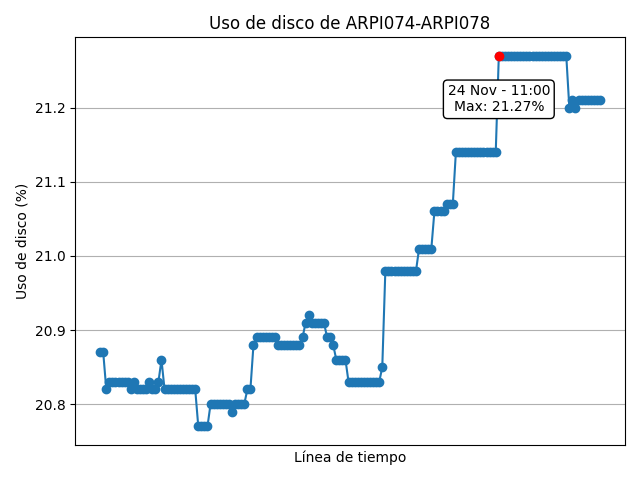 Uso de disco de ARPI074-ARPI078
24 Nov - 11:00
Max: 21.27%
21.2
21.1
21.0
20.9
20.8
Uso de disco (%)
Línea de tiempo